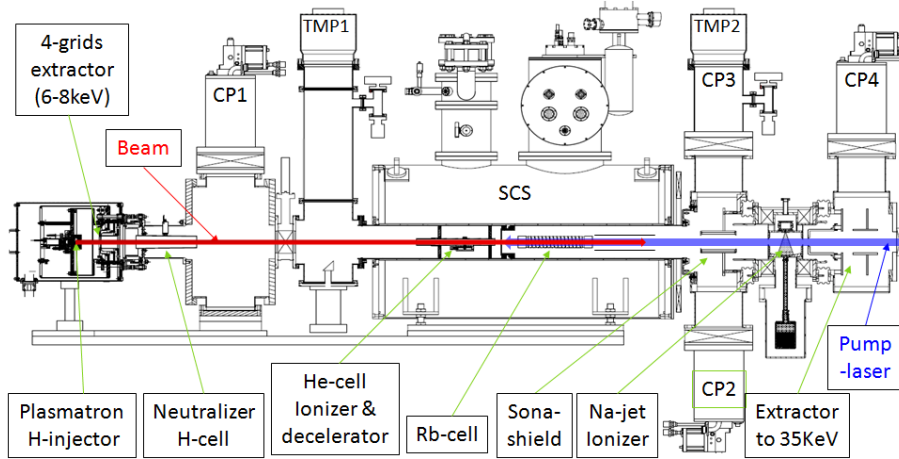 4-grids
extractor
(6-8keV)
Beam
CP1
TMP1
SCS
TMP2
CP3
CP4
Plasmatron
H-injector
Neutralizer
H-cell
He-cell
Ionizer &
decelerator
Rb-cell
Sona-
shield
Na-jet
Ionizer
CP2
Extractor
to 35KeV
Pump
-laser